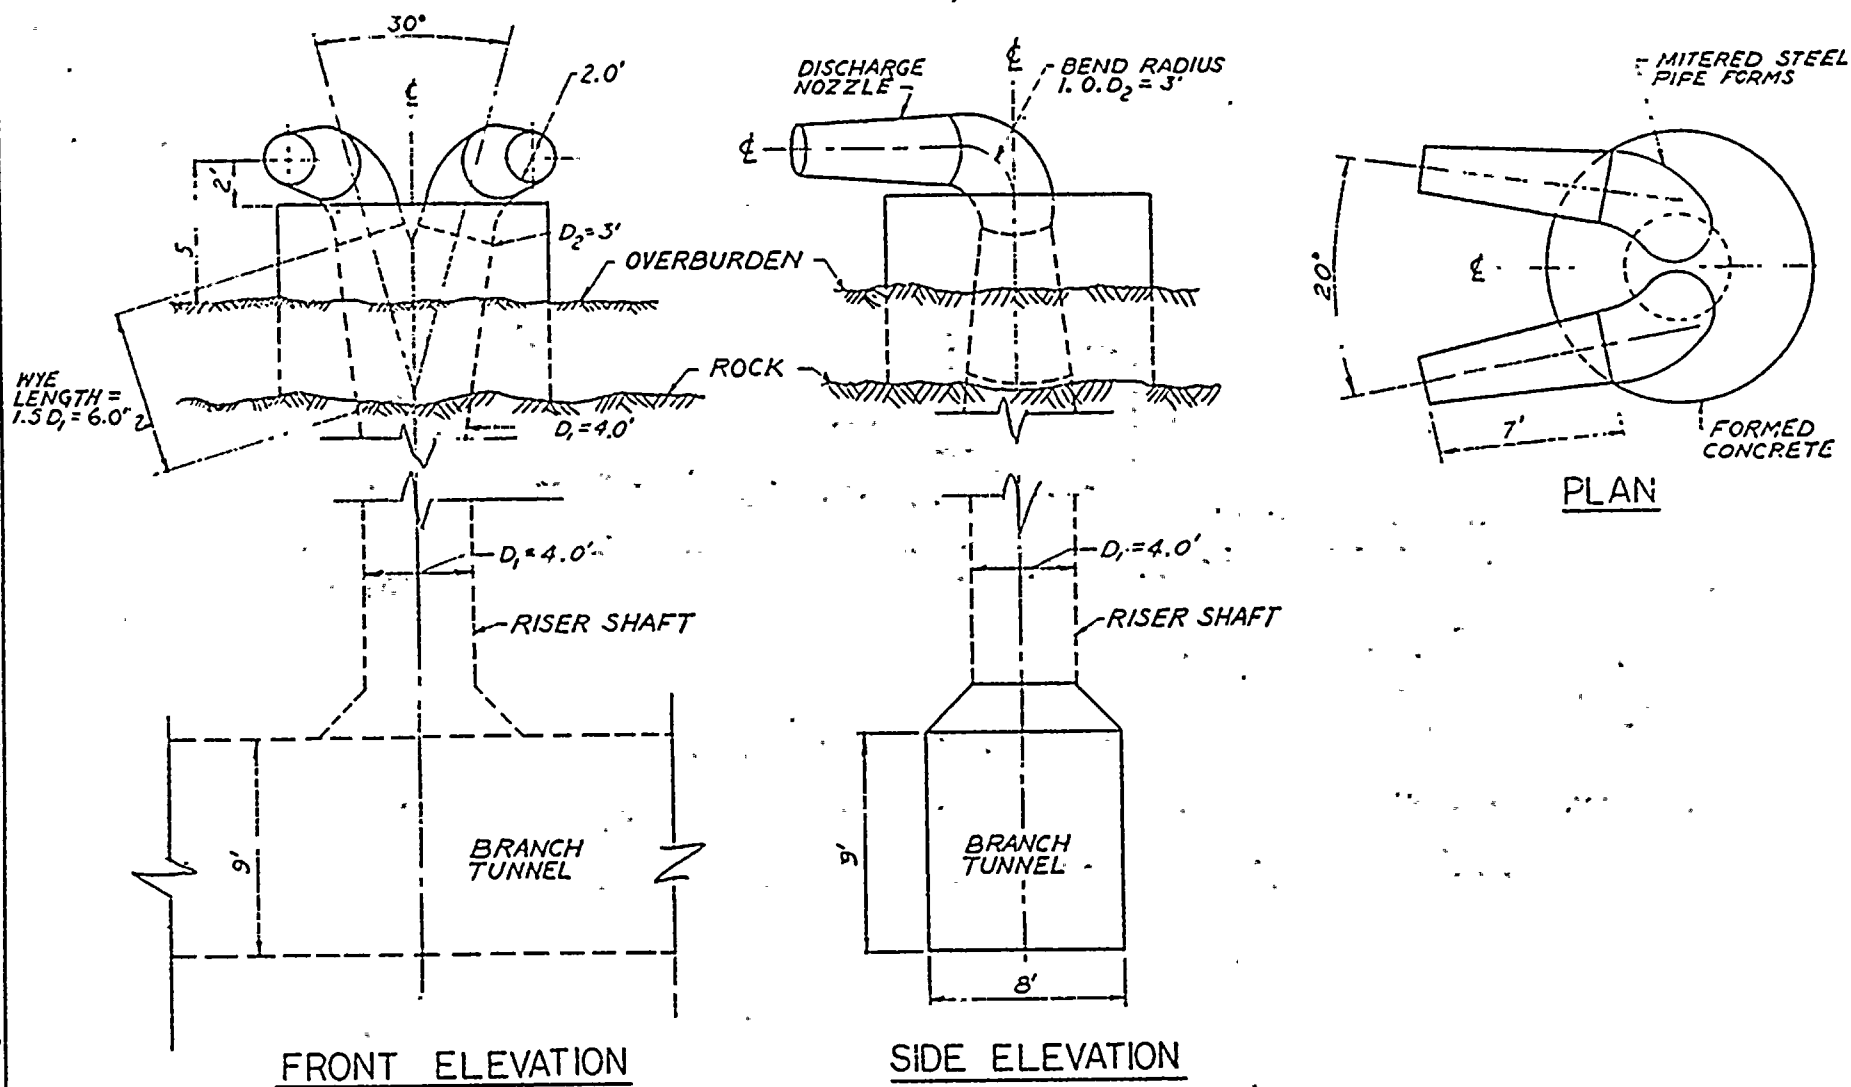 30°
℄
2.0'
2'
5
D₂ = 3'
OVERBURDEN
ROCK
WYE
LENGTH =
1.5 D₁ = 6.0'
D₁ = 4.0'
D₁ = 4.0'
RISER SHAFT
9'
BRANCH
TUNNEL
FRONT ELEVATION
DISCHARGE
NOZZLE
℄
BEND RADIUS
1.0.D₂ = 3'
℄
D₁ = 4.0'
RISER SHAFT
9'
BRANCH
TUNNEL
8'
SIDE ELEVATION
MITERED STEEL
PIPE FORMS
20°
℄
7'
FORMED
CONCRETE
PLAN